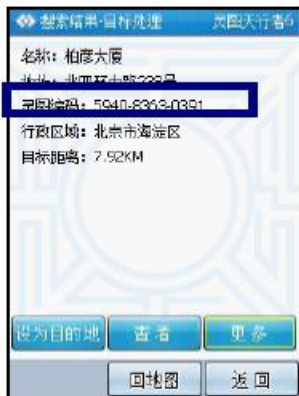 搜索结果-目标处理 灵图天行者6
名称：柏彦大厦
地址：北四环中路238号
灵图编码：5940-8363-0391
行政区域：北京市海淀区
目标距离：7.92KM
设为目的地 查看 更多
回地图 返回